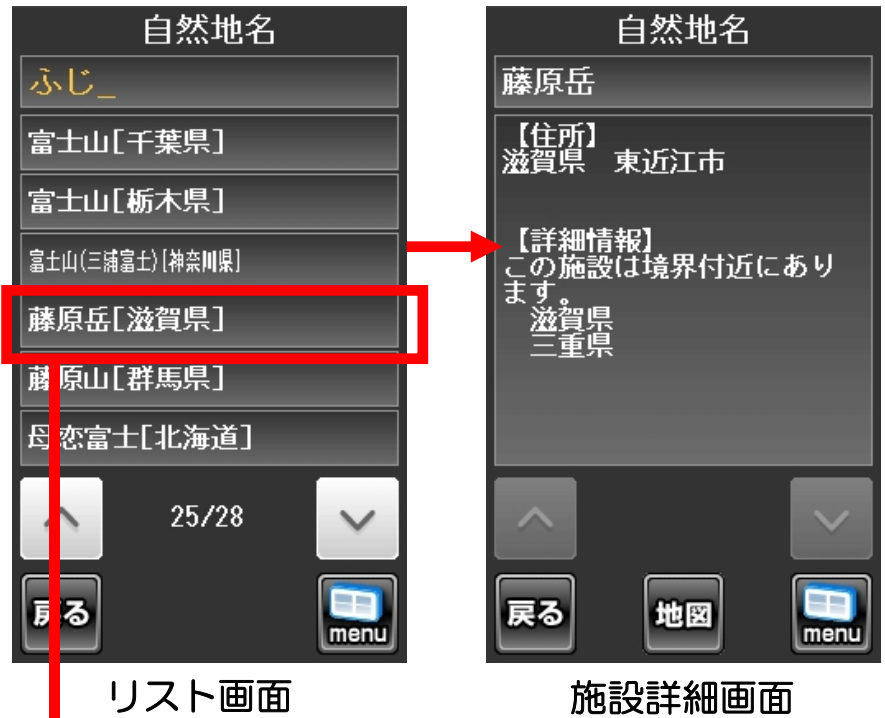 自然地名
ふじ_
富士山[千葉県]
富士山[栃木県]
富士山(三浦富士)[神奈川県]
藤原岳[滋賀県]
藤原山[群馬県]
母恋富士[北海道]
25/28
戻る
menu
リスト画面
自然地名
藤原岳
【住所】
滋賀県　東近江市
【詳細情報】
この施設は境界付近にあり
ます。
滋賀県
三重県
戻る
地図
menu
施設詳細画面